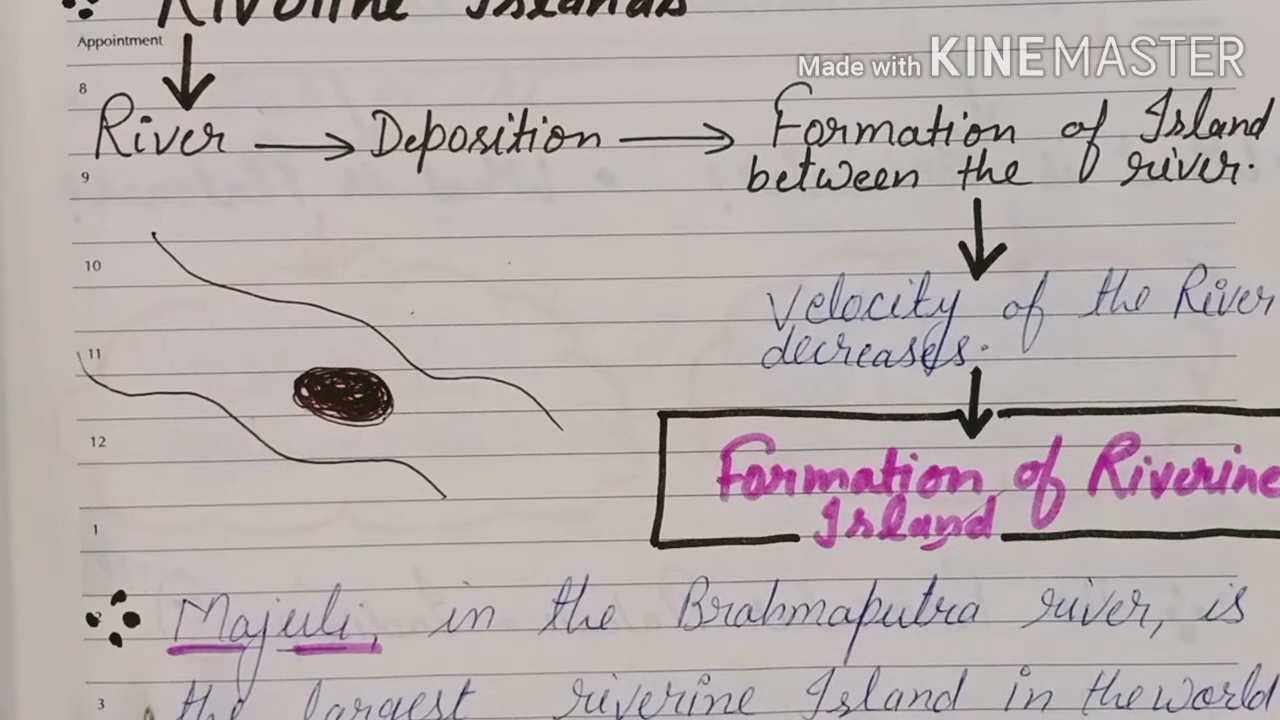 Riverine Islands
Appointment
Made with KINEMASTER
8
River → Deposition → Formation of Island
between the river.
9
10
Velocity of the River
decreases.
11
12
Formation of Riverine
Island
1
Majuli, in the Brahmaputra river, is
the largest riverine Island in the world
3